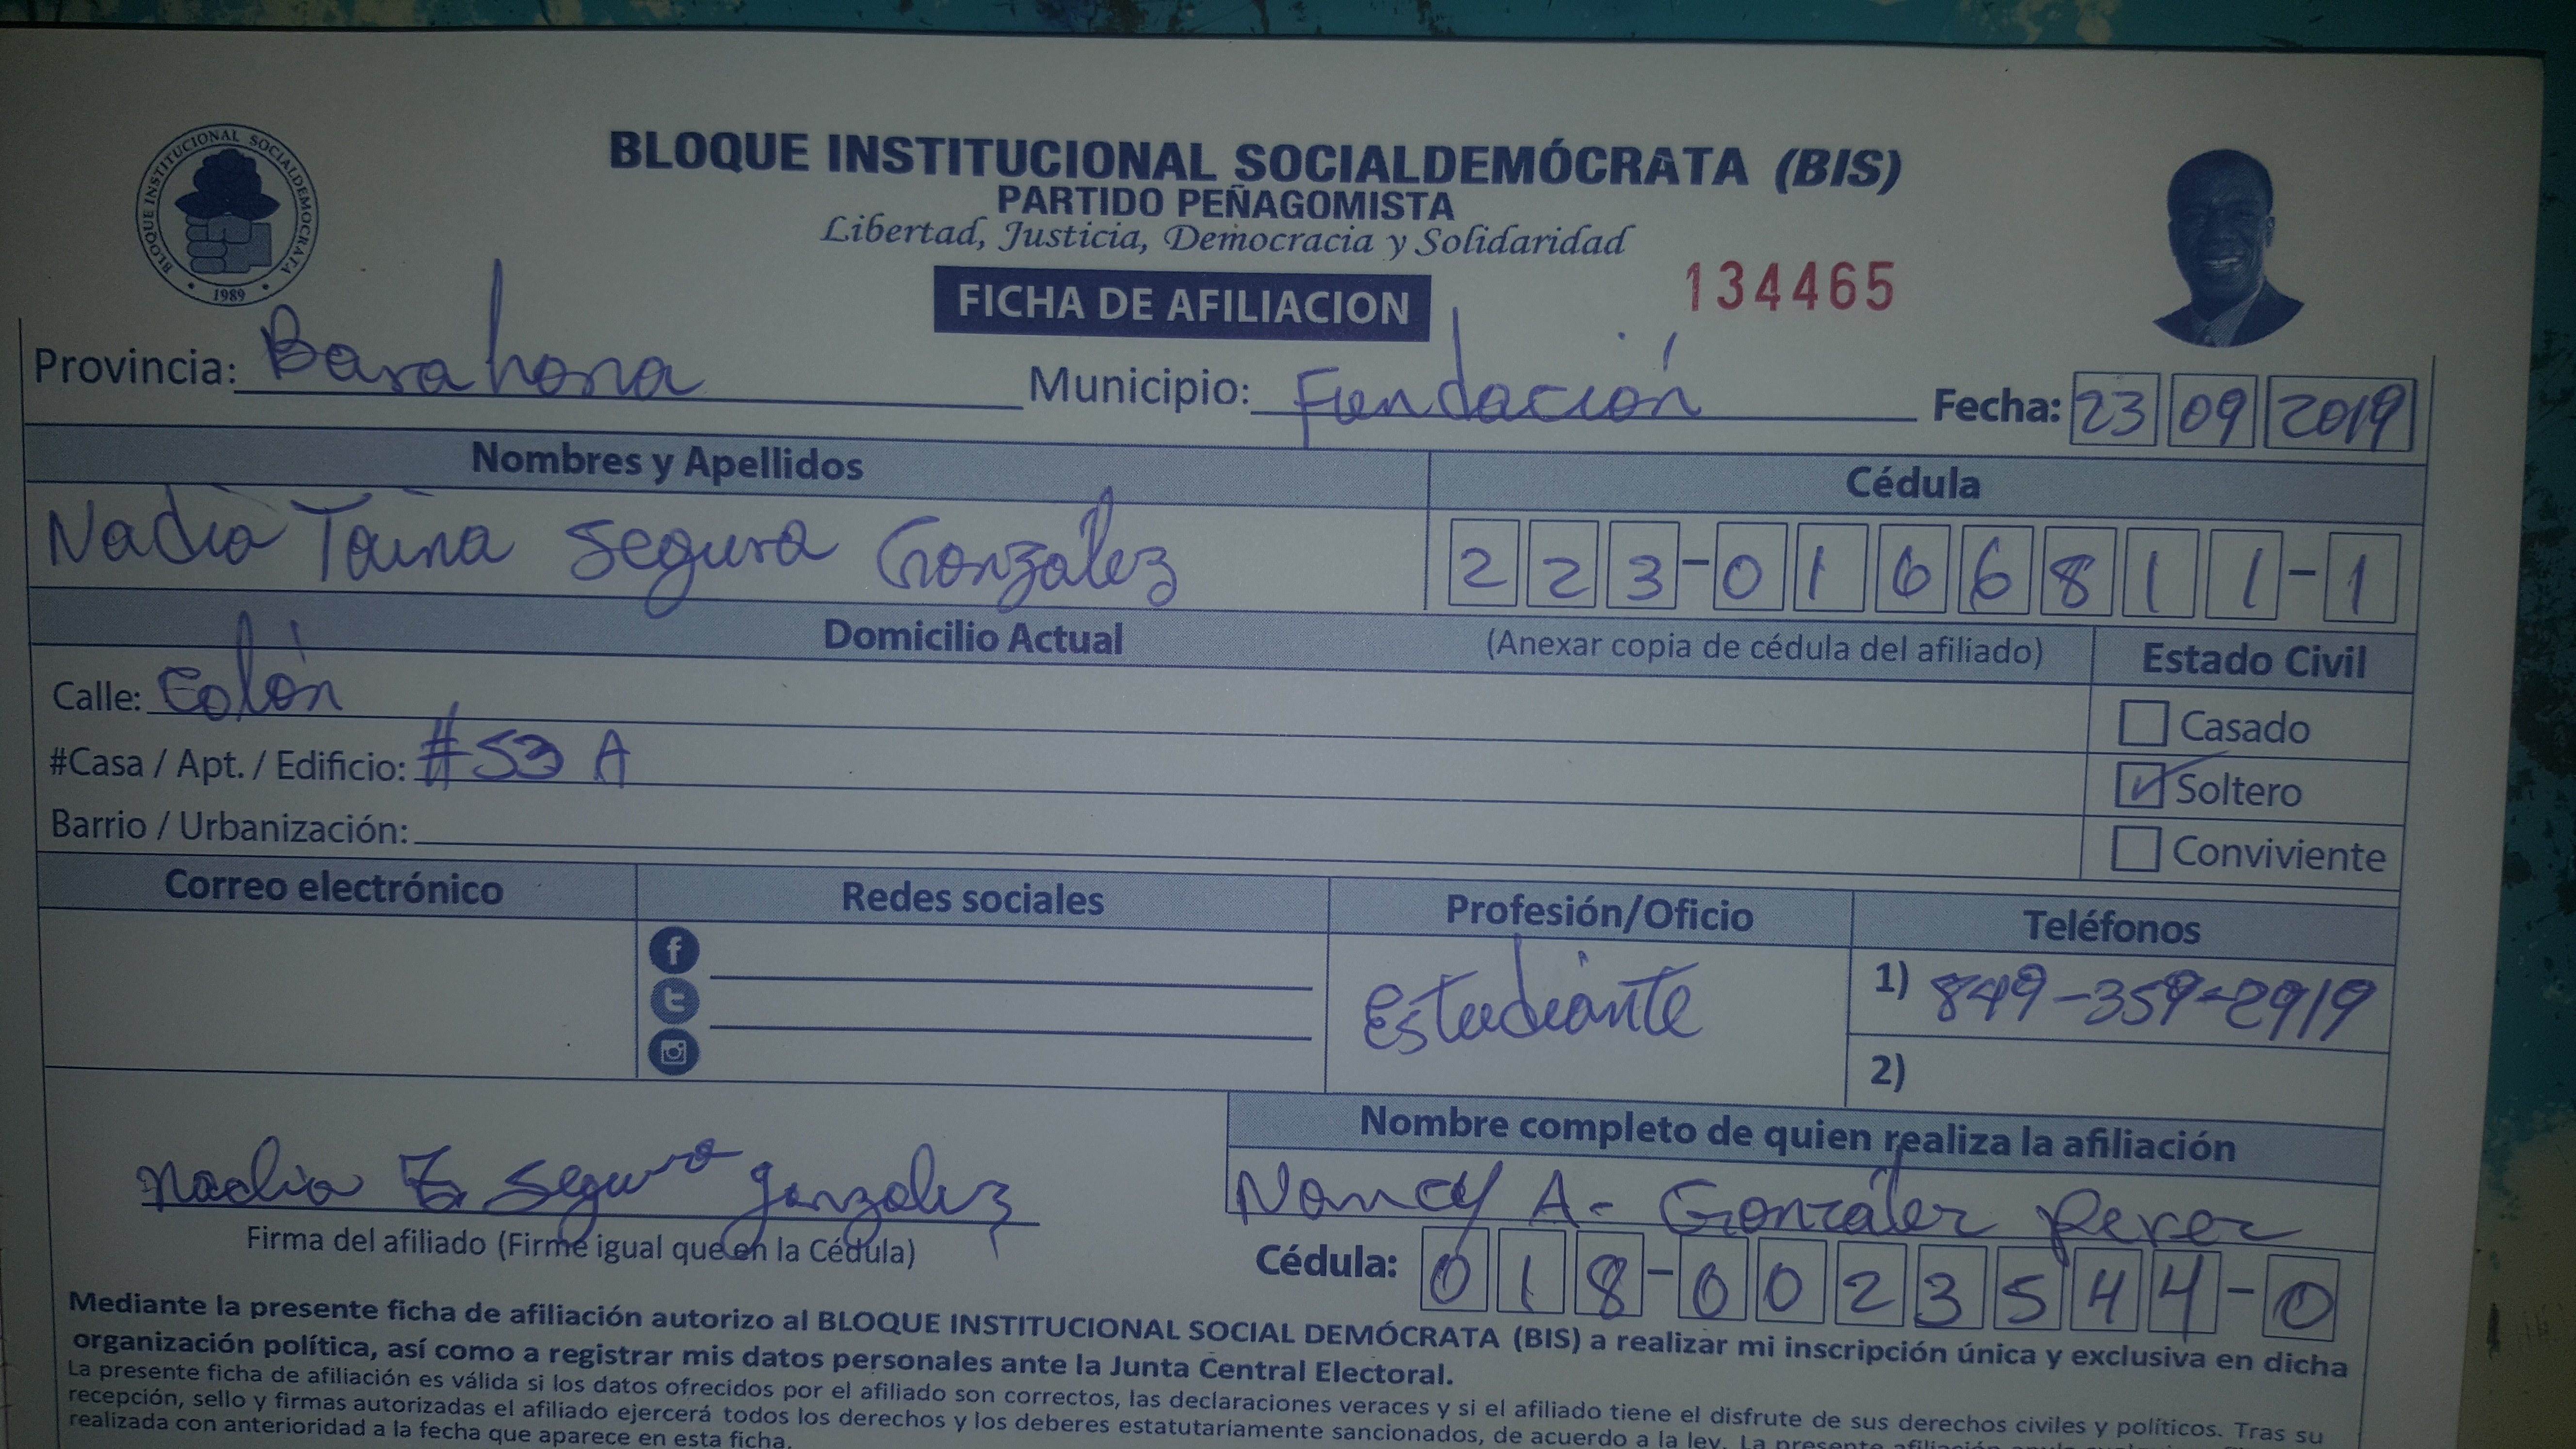 BLOQUE INSTITUCIONAL SOCIALDEMOCRATA
1989
BLOQUE INSTITUCIONAL SOCIALDEMÓCRATA (BIS)
PARTIDO PEÑAGOMISTA
Libertad, Justicia, Democracia y Solidaridad
FICHA DE AFILIACION 134465
Provincia: Barahona Municipio: Fundación Fecha: 23 09 2019
Nombres y Apellidos Cédula
Nadia Taina Segura González 223-0166811-1
Domicilio Actual (Anexar copia de cédula del afiliado) Estado Civil
Calle: Colón
Casado
#Casa / Apt. / Edificio: #53 A
Soltero
Barrio / Urbanización:
Conviviente
Correo electrónico Redes sociales Profesión/Oficio Teléfonos
Estudiante 1) 849-359-2919
2)
Nombre completo de quien realiza la afiliación
Nadia T. Segura gonzalez Nancy A- González perez
Firma del afiliado (Firme igual que en la Cédula) Cédula: 018-0023544-0
Mediante la presente ficha de afiliación autorizo al BLOQUE INSTITUCIONAL SOCIAL DEMÓCRATA (BIS) a realizar mi inscripción única y exclusiva en dicha
organización política, así como a registrar mis datos personales ante la Junta Central Electoral.
La presente ficha de afiliación es válida si los datos ofrecidos por el afiliado son correctos, las declaraciones veraces y si el afiliado tiene el disfrute de sus derechos civiles y políticos. Tras su
recepción, sello y firmas autorizadas el afiliado ejercerá todos los derechos y los deberes estatutariamente sancionados, de acuerdo a la ley. La presente
realizada con anterioridad a la fecha que aparece en esta ficha.